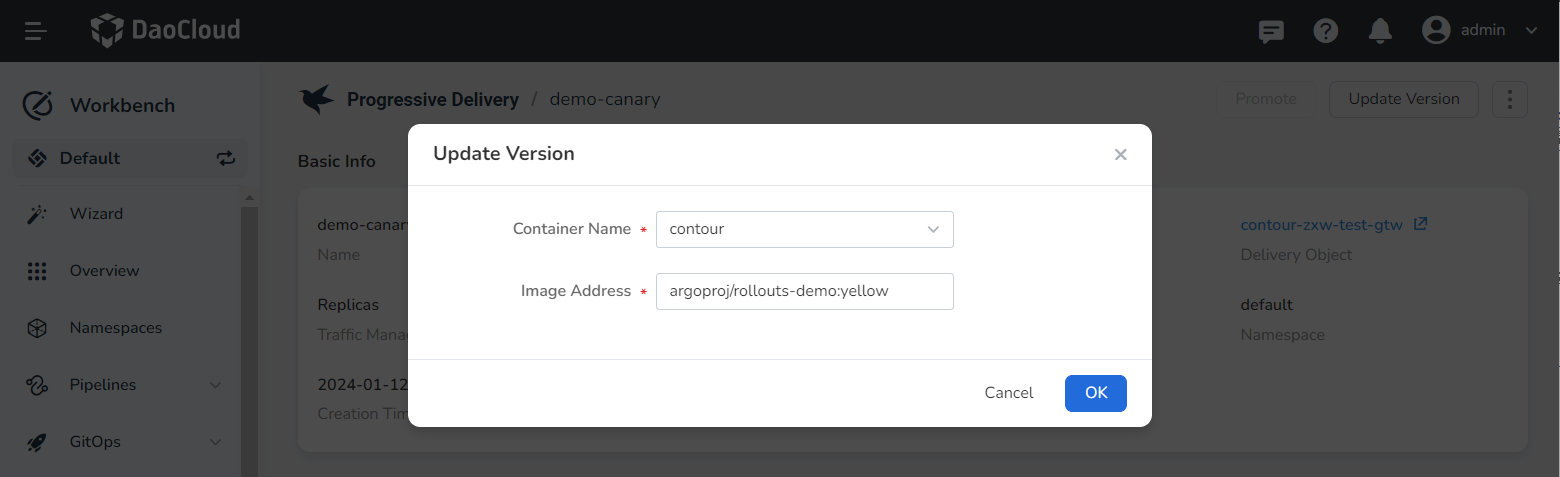 DaoCloud
admin
Workbench
Default
Wizard
Overview
Namespaces
Pipelines
GitOps
Progressive Delivery / demo-canary
Promote
Update Version
Basic Info
demo-canary
Name
contour-zxw-test-gtw
Delivery Object
Replicas
Traffic Mana
default
Namespace
2024-01-12
Creation Tim
Update Version
Container Name * contour
Image Address * argoproj/rollouts-demo:yellow
Cancel
OK